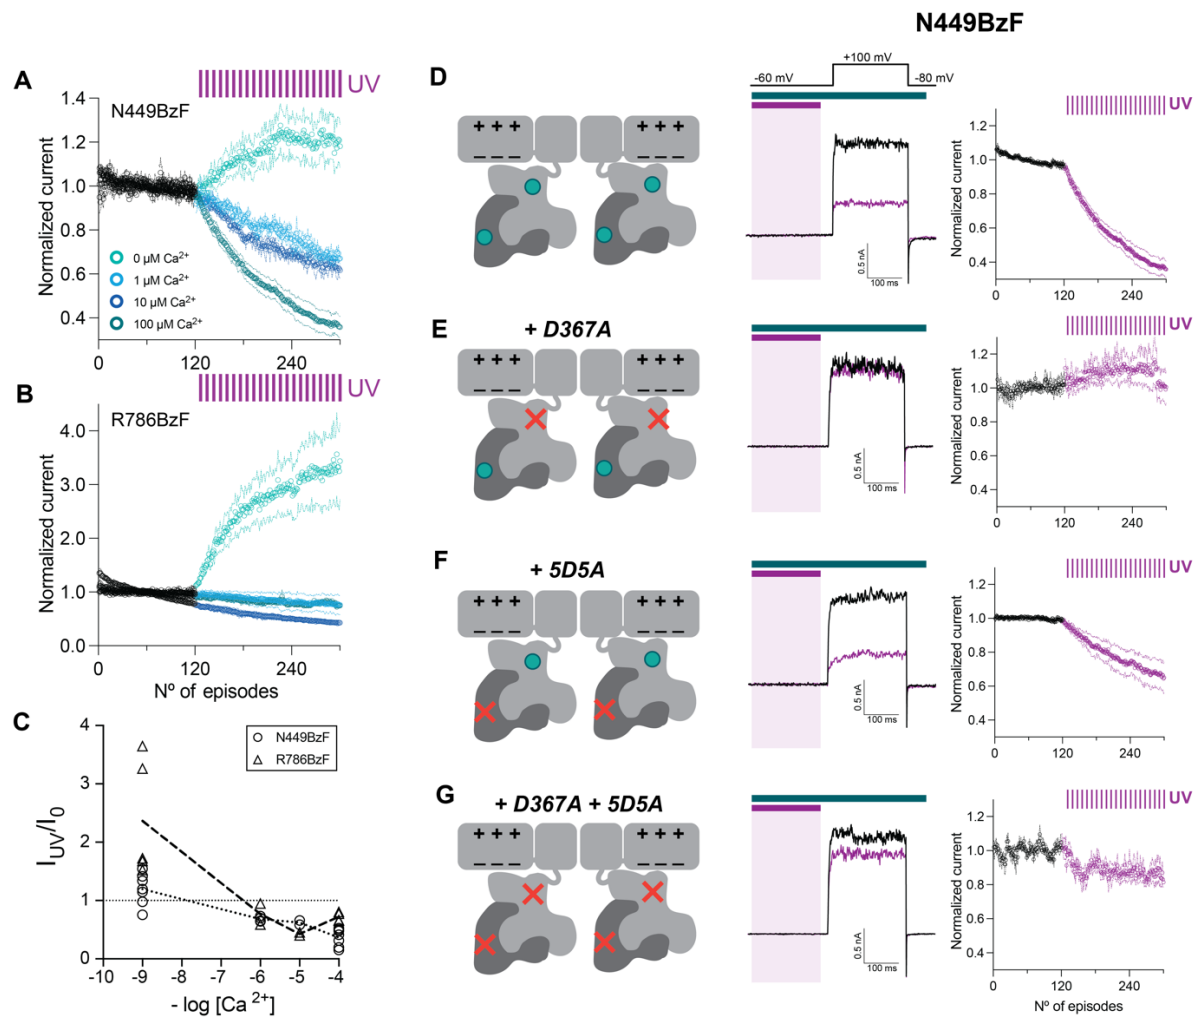 N449BzF
A
UV
1.4
N449BzF
1.2
1.0
0.8
0.6
0.4
Normalized current
0 µM Ca²⁺
1 µM Ca²⁺
10 µM Ca²⁺
100 µM Ca²⁺
0
120
240
B
UV
R786BzF
4.0
3.0
2.0
1.0
0.0
Normalized current
0
120
240
Nº of episodes
C
4
3
2
1
0
I_UV/I_0
N449BzF
R786BzF
-10 -9 -8 -7 -6 -5 -4
- log [Ca ²⁺]
D
+ + +
+ + +
_ _ _
_ _ _
+100 mV
-60 mV
-80 mV
0.5 nA
100 ms
UV
1.2
1.0
0.8
0.6
0.4
Normalized current
0
120
240
E
+ D367A
+ + +
+ + +
_ _ _
_ _ _
0.5 nA
100 ms
UV
1.2
1.0
0.8
0.6
0.4
Normalized current
0
120
240
F
+ 5D5A
+ + +
+ + +
_ _ _
_ _ _
0.5 nA
100 ms
UV
1.2
1.0
0.8
0.6
0.4
Normalized current
0
120
240
G
+ D367A + 5D5A
+ + +
+ + +
_ _ _
_ _ _
0.5 nA
100 ms
UV
1.2
1.0
0.8
0.6
0.4
Normalized current
0
120
240
Nº of episodes